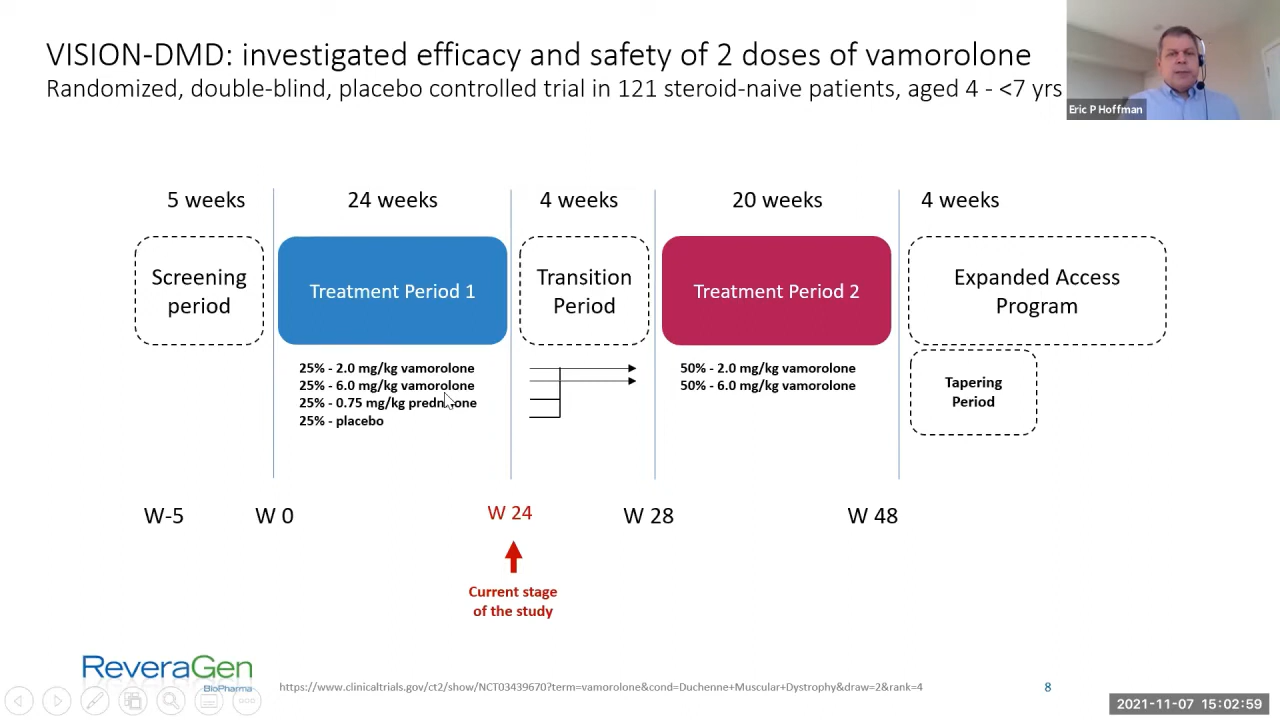 VISION-DMD: investigated efficacy and safety of 2 doses of vamorolone
Randomized, double-blind, placebo controlled trial in 121 steroid-naive patients, aged 4 - <7 yrs
Eric P Hoffman
5 weeks
24 weeks
4 weeks
20 weeks
4 weeks
Screening
period
Treatment Period 1
Transition
Period
Treatment Period 2
Expanded Access
Program
25% - 2.0 mg/kg vamorolone
25% - 6.0 mg/kg vamorolone
25% - 0.75 mg/kg
25% - placebo
50% - 2.0 mg/kg vamorolone
50% - 6.0 mg/kg vamorolone
Tapering
Period
W-5
W 0
W 24
W 28
W 48
Current stage
of the study
ReveraGen
BioPharma
https://www.clinicaltrials.gov/ct2/show/NCT03439670?term=vamorolone&cond=Duchenne+Muscular+Dystrophy&draw=2&rank=4
8
2021-11-07 15:02:59